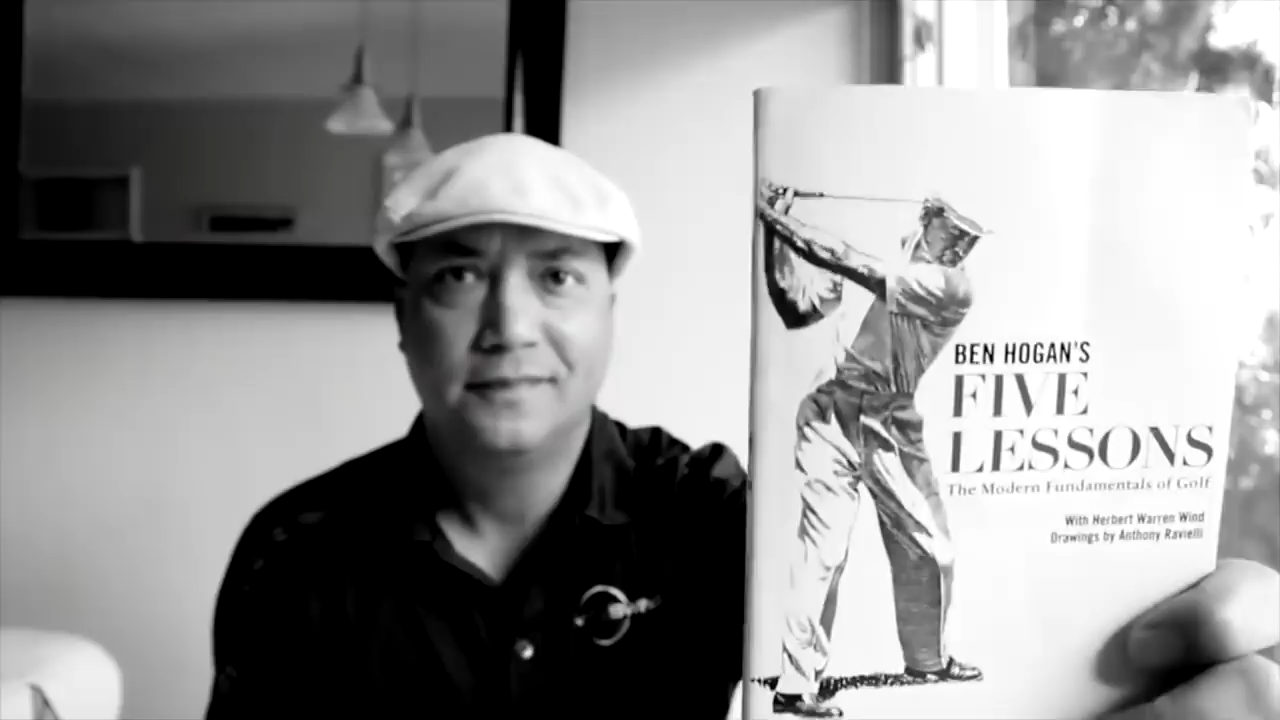 BEN HOGAN'S
FIVE
LESSONS
The Modern Fundamentals of Golf
With Herbert Warren Wind
Drawings by Anthony Ravielli